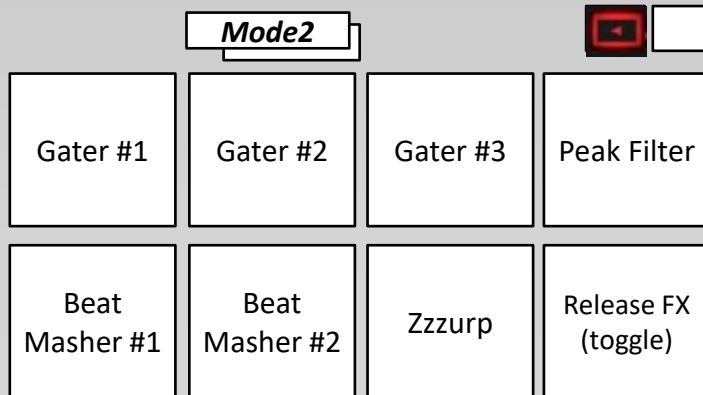 Mode2
Gater #1
Gater #2
Gater #3
Peak Filter
Beat
Masher #1
Beat
Masher #2
Zzzurp
Release FX
(toggle)